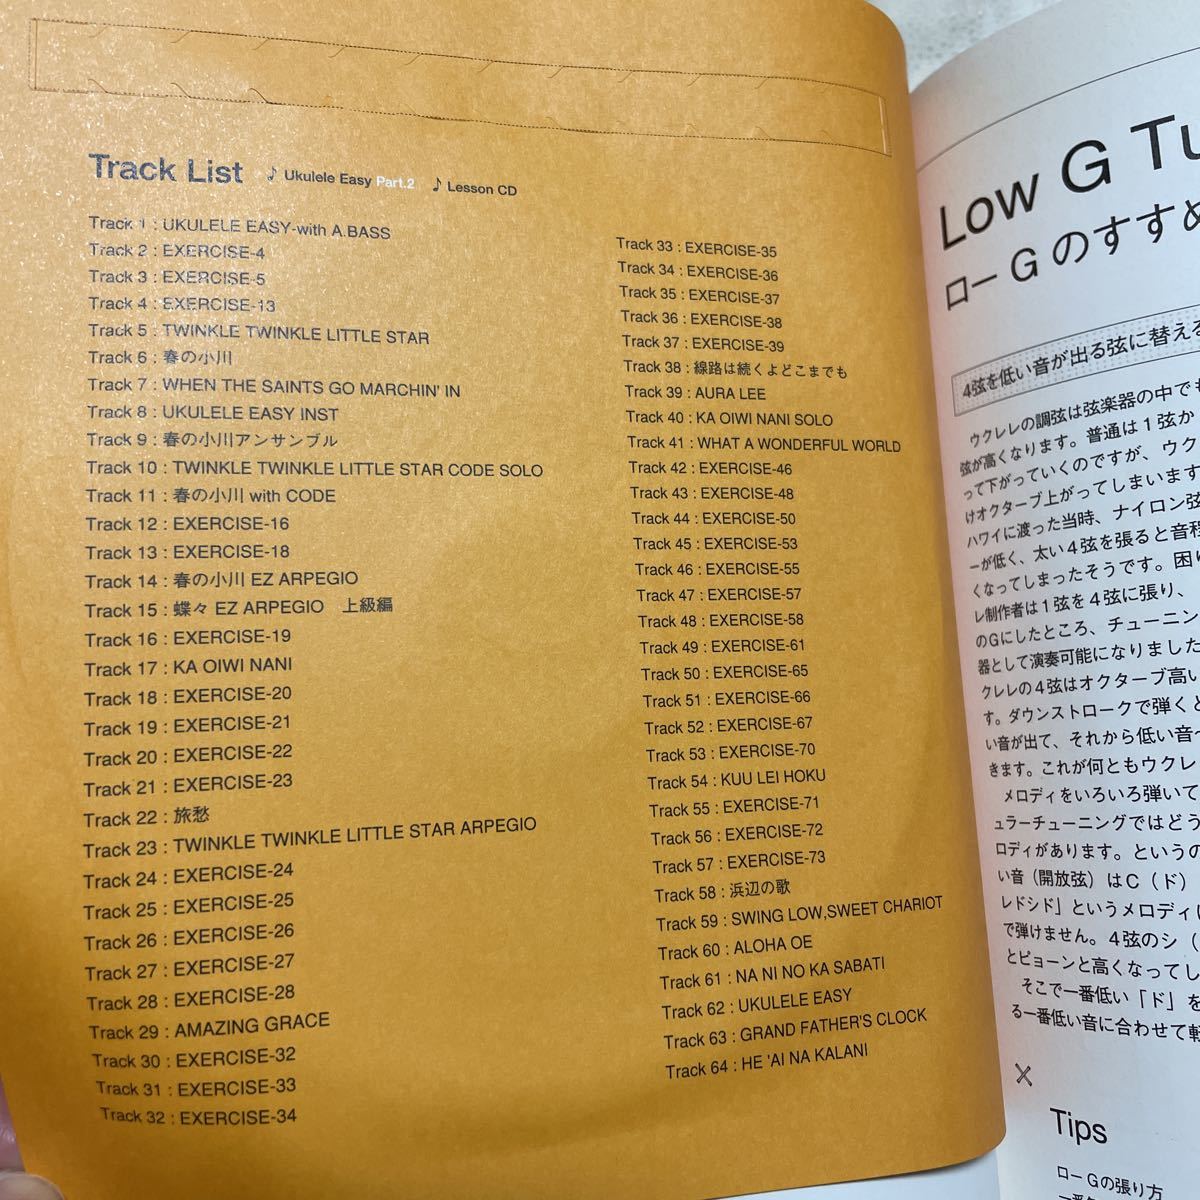 Track List ♪ Ukulele Easy Part.2 ♪ Lesson CD
Track 1 : UKULELE EASY-with A.BASS
Track 2 : EXERCISE-4
Track 3 : EXERCISE-5
Track 4 : EXERCISE-13
Track 5 : TWINKLE TWINKLE LITTLE STAR
Track 6 : 春の小川
Track 7 : WHEN THE SAINTS GO MARCHIN' IN
Track 8 : UKULELE EASY INST
Track 9 : 春の小川アンサンブル
Track 10 : TWINKLE TWINKLE LITTLE STAR CODE SOLO
Track 11 : 春の小川 with CODE
Track 12 : EXERCISE-16
Track 13 : EXERCISE-18
Track 14 : 春の小川 EZ ARPEGIO
Track 15 : 蝶々 EZ ARPEGIO 上級編
Track 16 : EXERCISE-19
Track 17 : KA OIWI NANI
Track 18 : EXERCISE-20
Track 19 : EXERCISE-21
Track 20 : EXERCISE-22
Track 21 : EXERCISE-23
Track 22 : 旅愁
Track 23 : TWINKLE TWINKLE LITTLE STAR ARPEGIO
Track 24 : EXERCISE-24
Track 25 : EXERCISE-25
Track 26 : EXERCISE-26
Track 27 : EXERCISE-27
Track 28 : EXERCISE-28
Track 29 : AMAZING GRACE
Track 30 : EXERCISE-32
Track 31 : EXERCISE-33
Track 32 : EXERCISE-34
Track 33 : EXERCISE-35
Track 34 : EXERCISE-36
Track 35 : EXERCISE-37
Track 36 : EXERCISE-38
Track 37 : EXERCISE-39
Track 38 : 線路は続くよどこまでも
Track 39 : AURA LEE
Track 40 : KA OIWI NANI SOLO
Track 41 : WHAT A WONDERFUL WORLD
Track 42 : EXERCISE-46
Track 43 : EXERCISE-48
Track 44 : EXERCISE-50
Track 45 : EXERCISE-53
Track 46 : EXERCISE-55
Track 47 : EXERCISE-57
Track 48 : EXERCISE-58
Track 49 : EXERCISE-61
Track 50 : EXERCISE-65
Track 51 : EXERCISE-66
Track 52 : EXERCISE-67
Track 53 : EXERCISE-70
Track 54 : KUU LEI HOKU
Track 55 : EXERCISE-71
Track 56 : EXERCISE-72
Track 57 : EXERCISE-73
Track 58 : 浜辺の歌
Track 59 : SWING LOW,SWEET CHARIOT
Track 60 : ALOHA OE
Track 61 : NA NI NO KA SABATI
Track 62 : UKULELE EASY
Track 63 : GRAND FATHER'S CLOCK
Track 64 : HE 'AI NA KALANI
Low G Tu
ロー G のすすめ
4弦を低い音が出る弦に替える
ウクレレの調弦は弦楽器の中でも
弦が高くなります。普通は１弦か
って下がっていくのですが、ウク
けオクターブ上がってしまいます
ハワイに渡った当時、ナイロン弦
ーが低く、太い４弦を張ると音程
くなってしまったそうです。困り
レ制作者は１弦を４弦に張り、
のGにしたところ、チューニン
器として演奏可能になりました
クレレの４弦はオクターブ高い
す。ダウンストロークで弾くと
い音が出て、それから低い音へ
きます。これが何ともウクレ
メロディをいろいろ弾いて
ュラーチューニングではどう
ロディがあります。というの
い音（開放弦）はＣ（ド）
レドシド」というメロディに
で弾けません。４弦のシ（
とピョーンと高くなってし
そこで一番低い「ド」を
る一番低い音に合わせて転
Tips
ロー Gの張り方